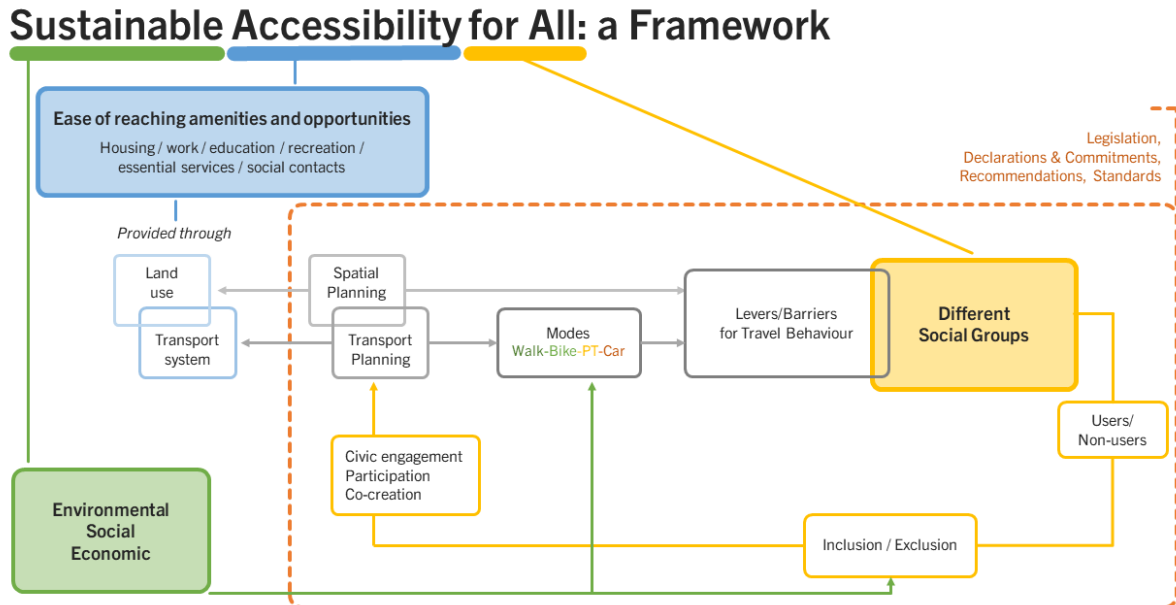 Sustainable Accessibility for All: a Framework
Ease of reaching amenities and opportunities
Housing / work / education / recreation /
essential services / social contacts
Legislation,
Declarations & Commitments,
Recommendations, Standards
Provided through
Land
use
Spatial
Planning
Transport
system
Transport
Planning
Modes
Walk-Bike-PT-Car
Levers/Barriers
for Travel Behaviour
Different
Social Groups
Users/
Non-users
Civic engagement
Participation
Co-creation
Environmental
Social
Economic
Inclusion / Exclusion